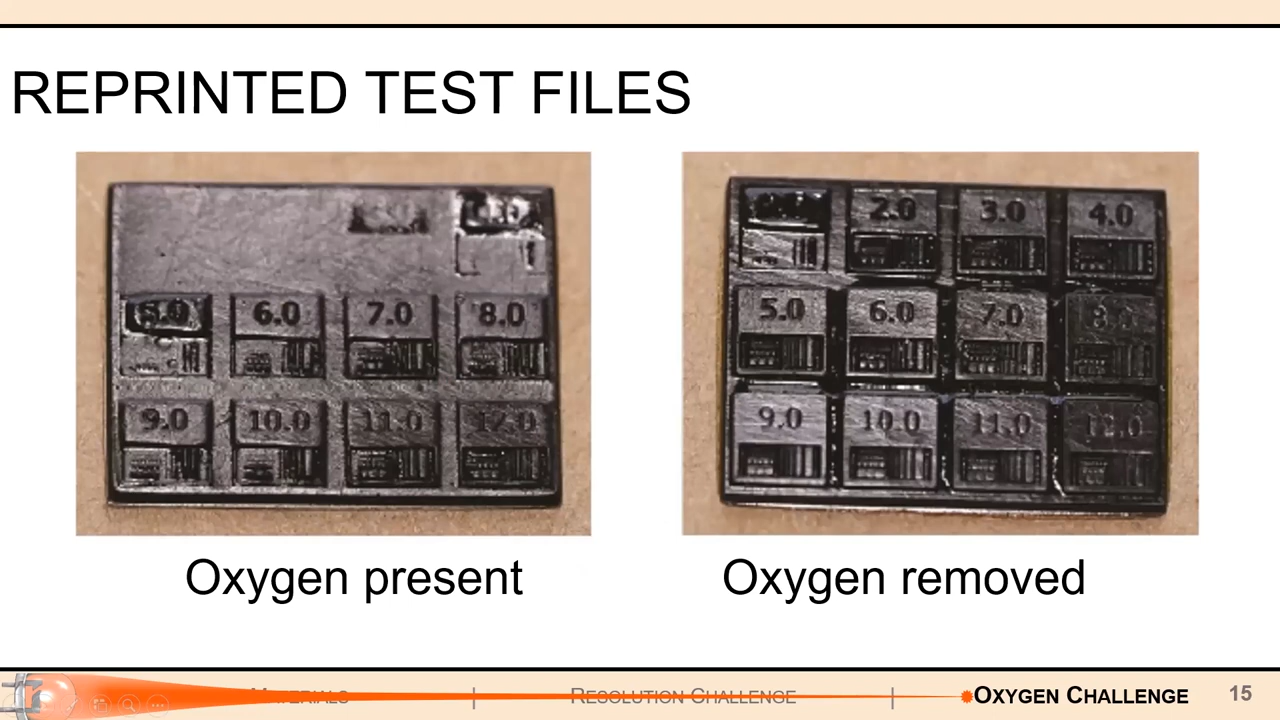 REPRINTED TEST FILES
6.0 7.0 8.0
9.0 10.0 11.0 12.0
2.0 3.0 4.0
5.0 6.0 7.0 8.0
9.0 10.0 11.0 12.0
Oxygen present
Oxygen removed
MATERIALS | RESOLUTION CHALLENGE | OXYGEN CHALLENGE 15